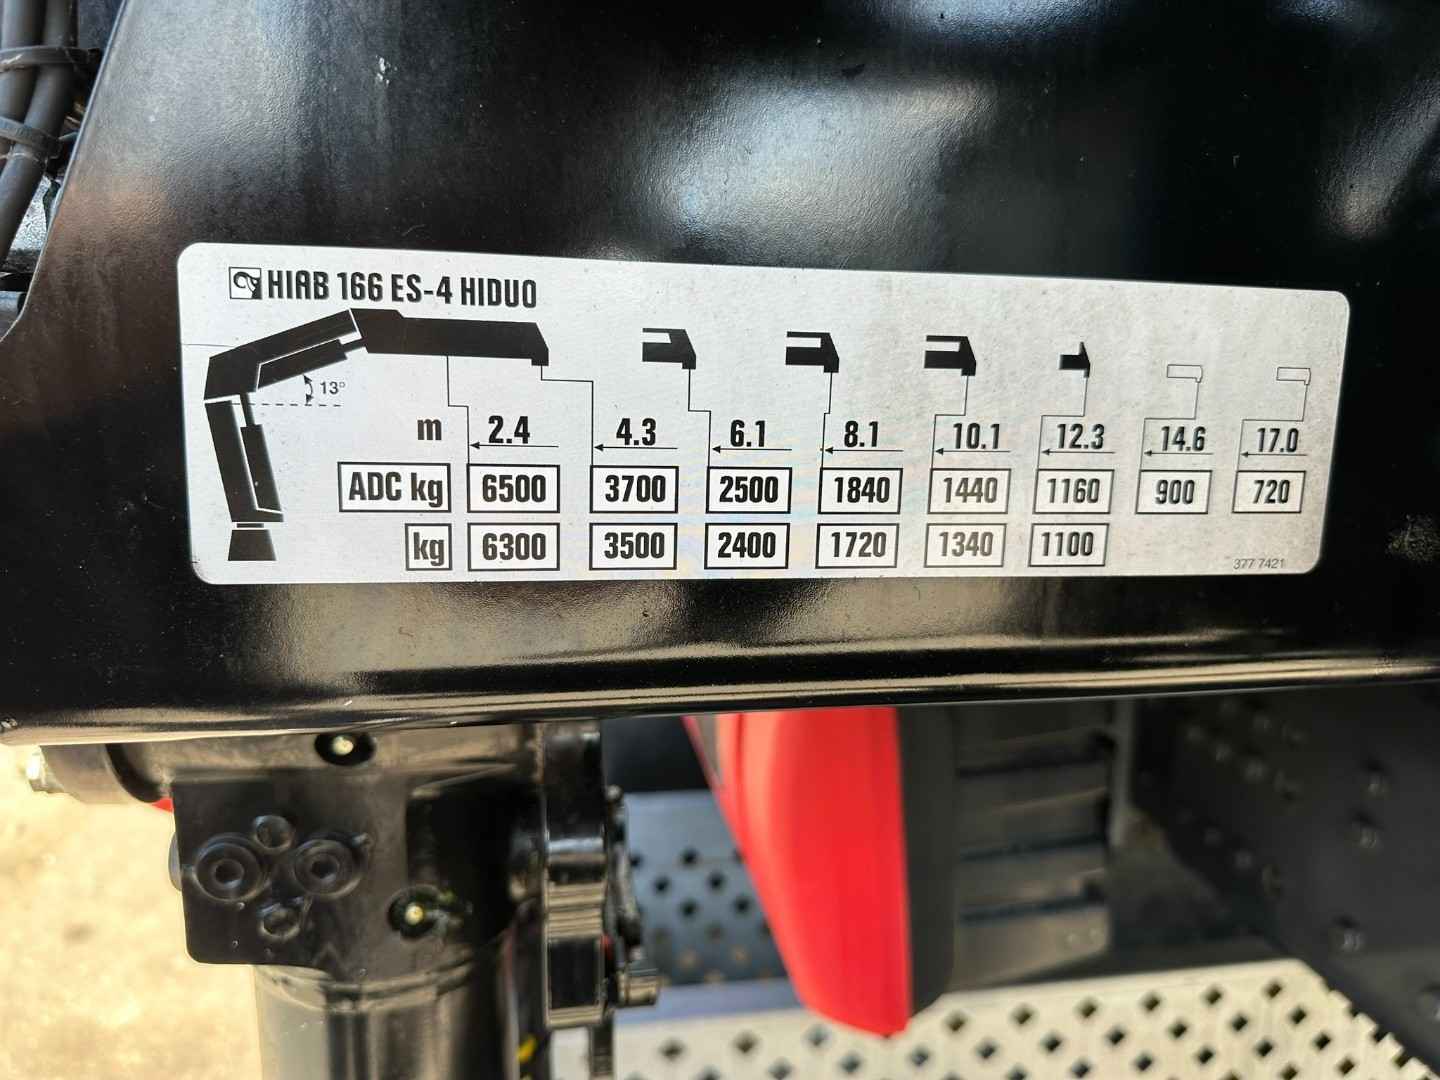 HIAB 166 ES-4 HIDUO
13°
m 2.4 4.3 6.1 8.1 10.1 12.3 14.6 17.0
ADC kg 6500 3700 2500 1840 1440 1160 900 720
kg 6300 3500 2400 1720 1340 1100
377 7421